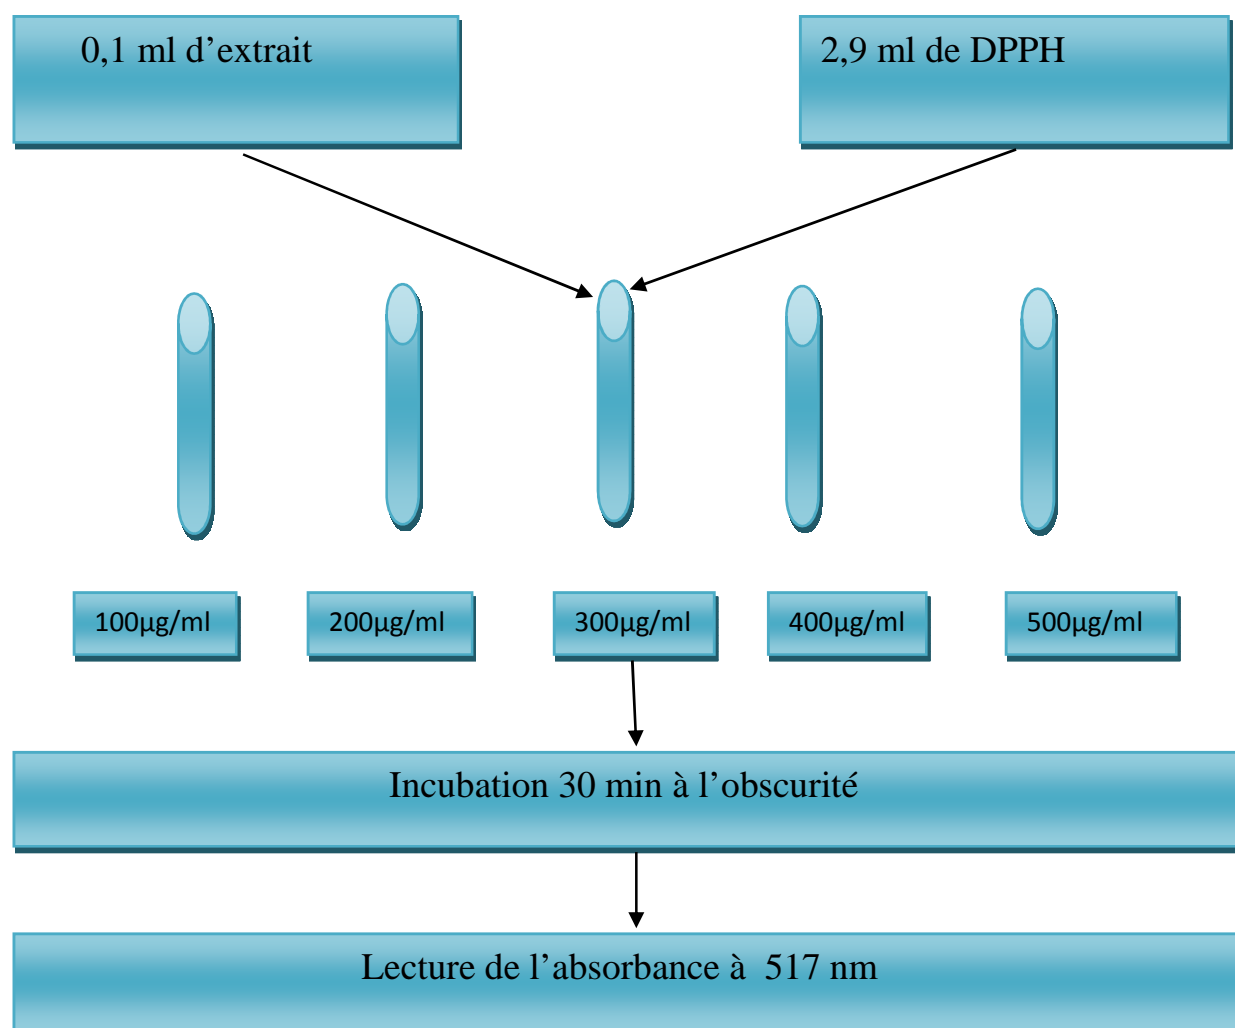 0,1 ml d’extrait
2,9 ml de DPPH
100µg/ml
200µg/ml
300µg/ml
400µg/ml
500µg/ml
Incubation 30 min à l’obscurité
Lecture de l’absorbance à  517 nm